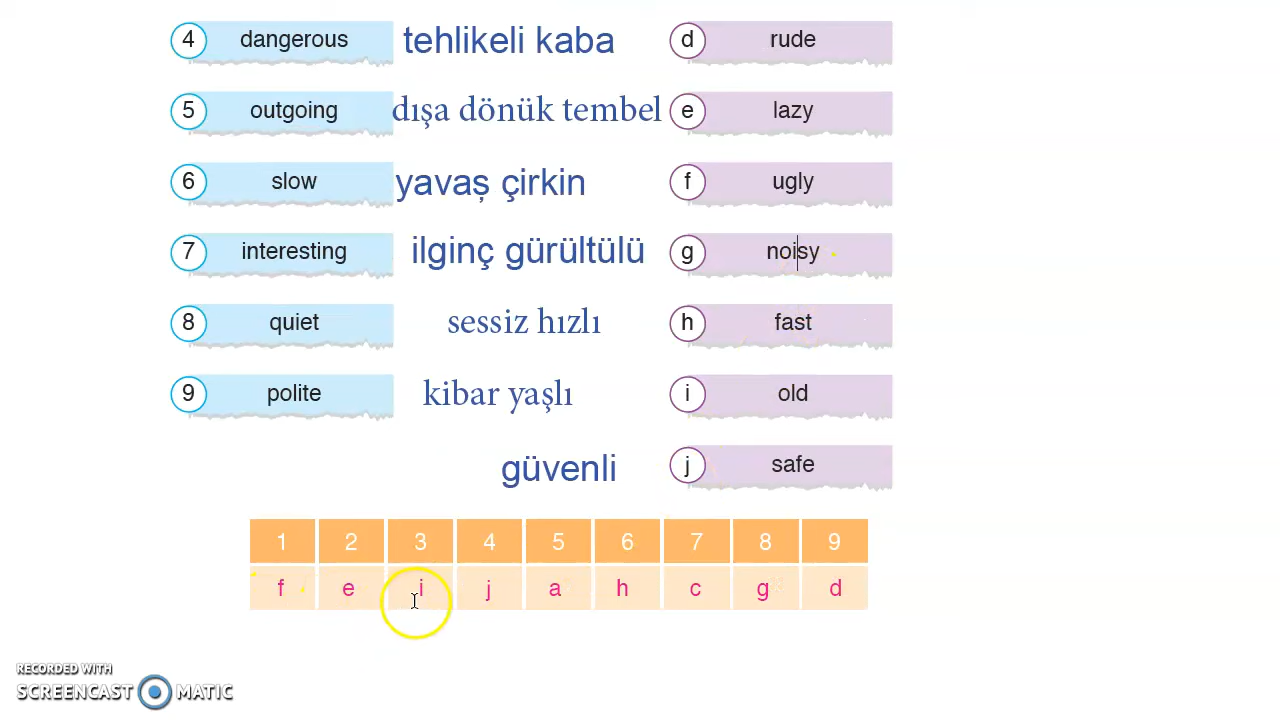 4 dangerous tehlikeli kaba d rude
5 outgoing dışa dönük tembel e lazy
6 slow yavaş çirkin f ugly
7 interesting ilginç gürültülü g noisy
8 quiet sessiz hızlı h fast
9 polite kibar yaşlı i old
güvenli j safe
1 2 3 4 5 6 7 8 9
f e i j a h c g d
RECORDED WITH
SCREENCAST MATIC